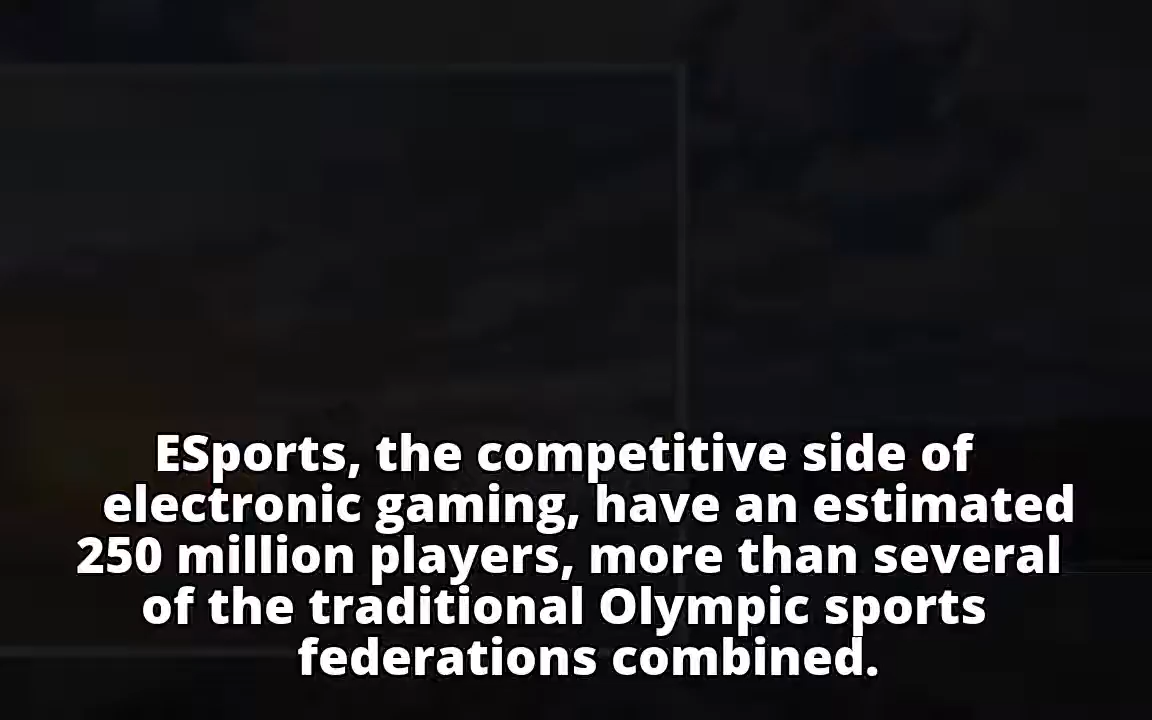 ESports, the competitive side of
electronic gaming, have an estimated
250 million players, more than several
of the traditional Olympic sports
federations combined.